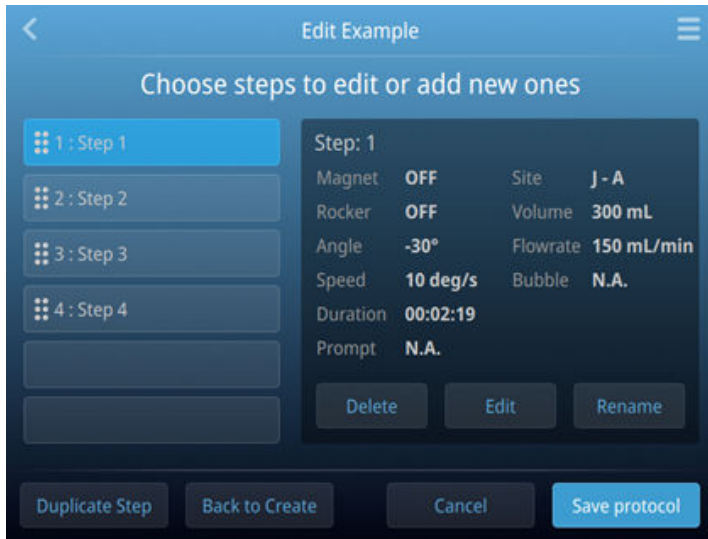 Edit Example
Choose steps to edit or add new ones
1 : Step 1
2 : Step 2
3 : Step 3
4 : Step 4
Step: 1
Magnet OFF Site J - A
Rocker OFF Volume 300 mL
Angle -30° Flowrate 150 mL/min
Speed 10 deg/s Bubble N.A.
Duration 00:02:19
Prompt N.A.
Delete Edit Rename
Duplicate Step Back to Create Cancel Save protocol